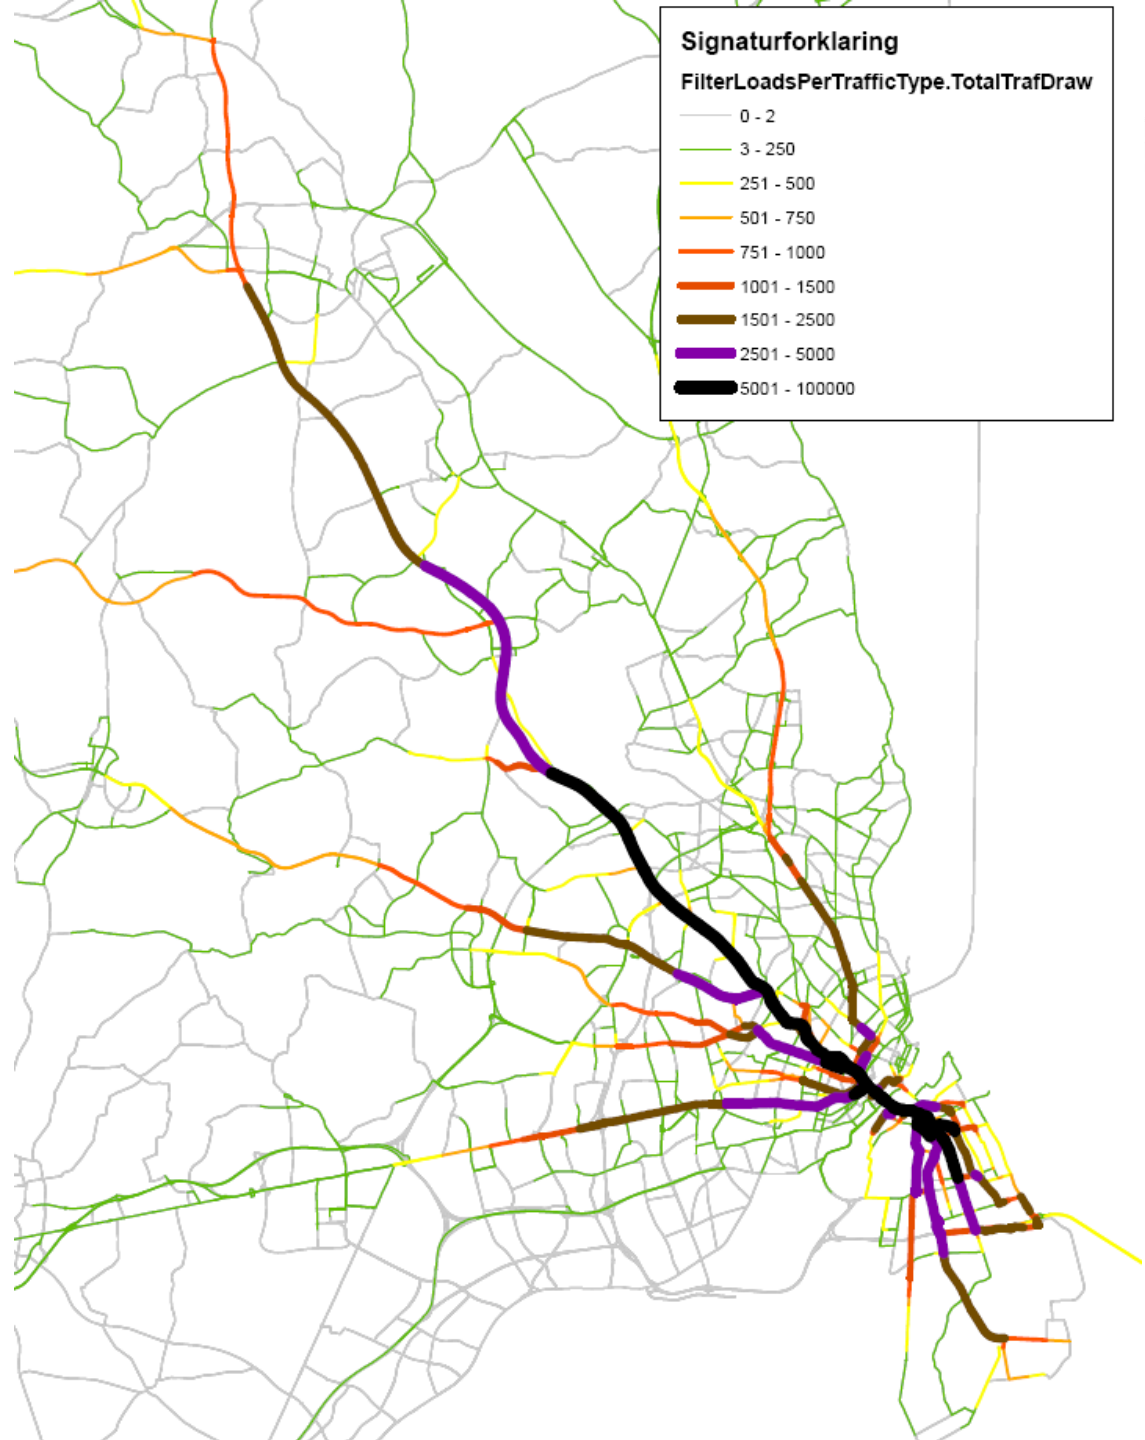 Signaturforklaring
FilterLoadsPerTrafficType.TotalTrafDraw
0 - 2
3 - 250
251 - 500
501 - 750
751 - 1000
1001 - 1500
1501 - 2500
2501 - 5000
5001 - 100000